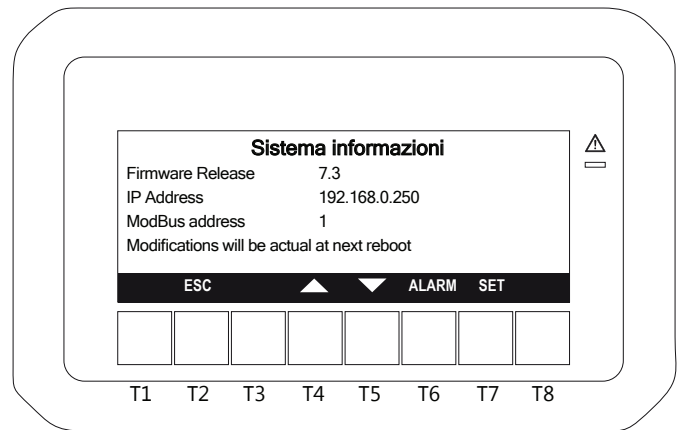 Sistema informazioni
Firmware Release 7.3
IP Address 192.168.0.250
ModBus address 1
Modifications will be actual at next reboot
ESC ALARM SET
T1 T2 T3 T4 T5 T6 T7 T8